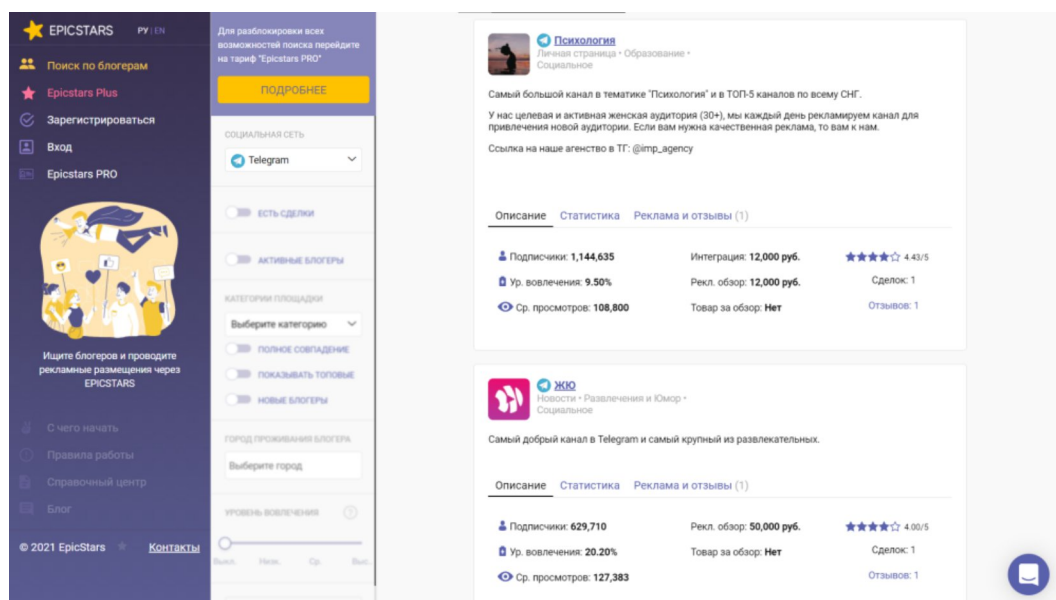 EPICSTARS
РУ | EN
Поиск по блогерам
Epicstars Plus
Зарегистрироваться
Вход
Epicstars PRO
Ищите блогеров и проводите
рекламные размещения через
EPICSTARS
С чего начать
Правила работы
Справочный центр
Блог
© 2021 EpicStars
Контакты
Для разблокировки всех
возможностей поиска перейдите
на тариф "Epicstars PRO"
ПОДРОБНЕЕ
СОЦИАЛЬНАЯ СЕТЬ
Telegram
ЕСТЬ СДЕЛКИ
АКТИВНЫЕ БЛОГЕРЫ
КАТЕГОРИИ ПЛОЩАДКИ
Выберите категорию
ПОЛНОЕ СОВПАДЕНИЕ
ПОКАЗЫВАТЬ ТОПОВЫЕ
НОВЫЕ БЛОГЕРЫ
ГОРОД ПРОЖИВАНИЯ БЛОГЕРА
Выберите город
УРОВЕНЬ ВОВЛЕЧЕНИЯ ?
Выкл. Низк. Ср. Выс.
Психология
Личная страница • Образование •
Социальное
Самый большой канал в тематике "Психология" и в ТОП-5 каналов по всему СНГ.
У нас целевая и активная женская аудитория (30+), мы каждый день рекламируем канал для
привлечения новой аудитории. Если вам нужна качественная реклама, то вам к нам.
Ссылка на наше агенство в ТГ: @imp_agency
Описание Статистика Реклама и отзывы (1)
Подписчики: 1,144,635 Интеграция: 12,000 руб. 4.43/5
Ур. вовлечения: 9.50% Рекл. обзор: 12,000 руб. Сделок: 1
Ср. просмотров: 108,800 Товар за обзор: Нет Отзывов: 1
ЖЮ
Новости • Развлечения и Юмор •
Социальное
Самый добрый канал в Telegram и самый крупный из развлекательных.
Описание Статистика Реклама и отзывы (1)
Подписчики: 629,710 Рекл. обзор: 50,000 руб. 4.00/5
Ур. вовлечения: 20.20% Товар за обзор: Нет Сделок: 1
Ср. просмотров: 127,383 Отзывов: 1